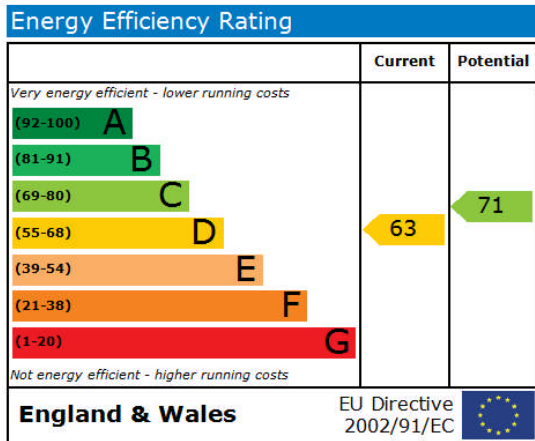 Energy Efficiency Rating
Current Potential
Very energy efficient - lower running costs
(92-100) A
(81-91) B
(69-80) C
(55-68) D
(39-54) E
(21-38) F
(1-20) G
63
71
Not energy efficient - higher running costs
England & Wales
EU Directive
2002/91/EC